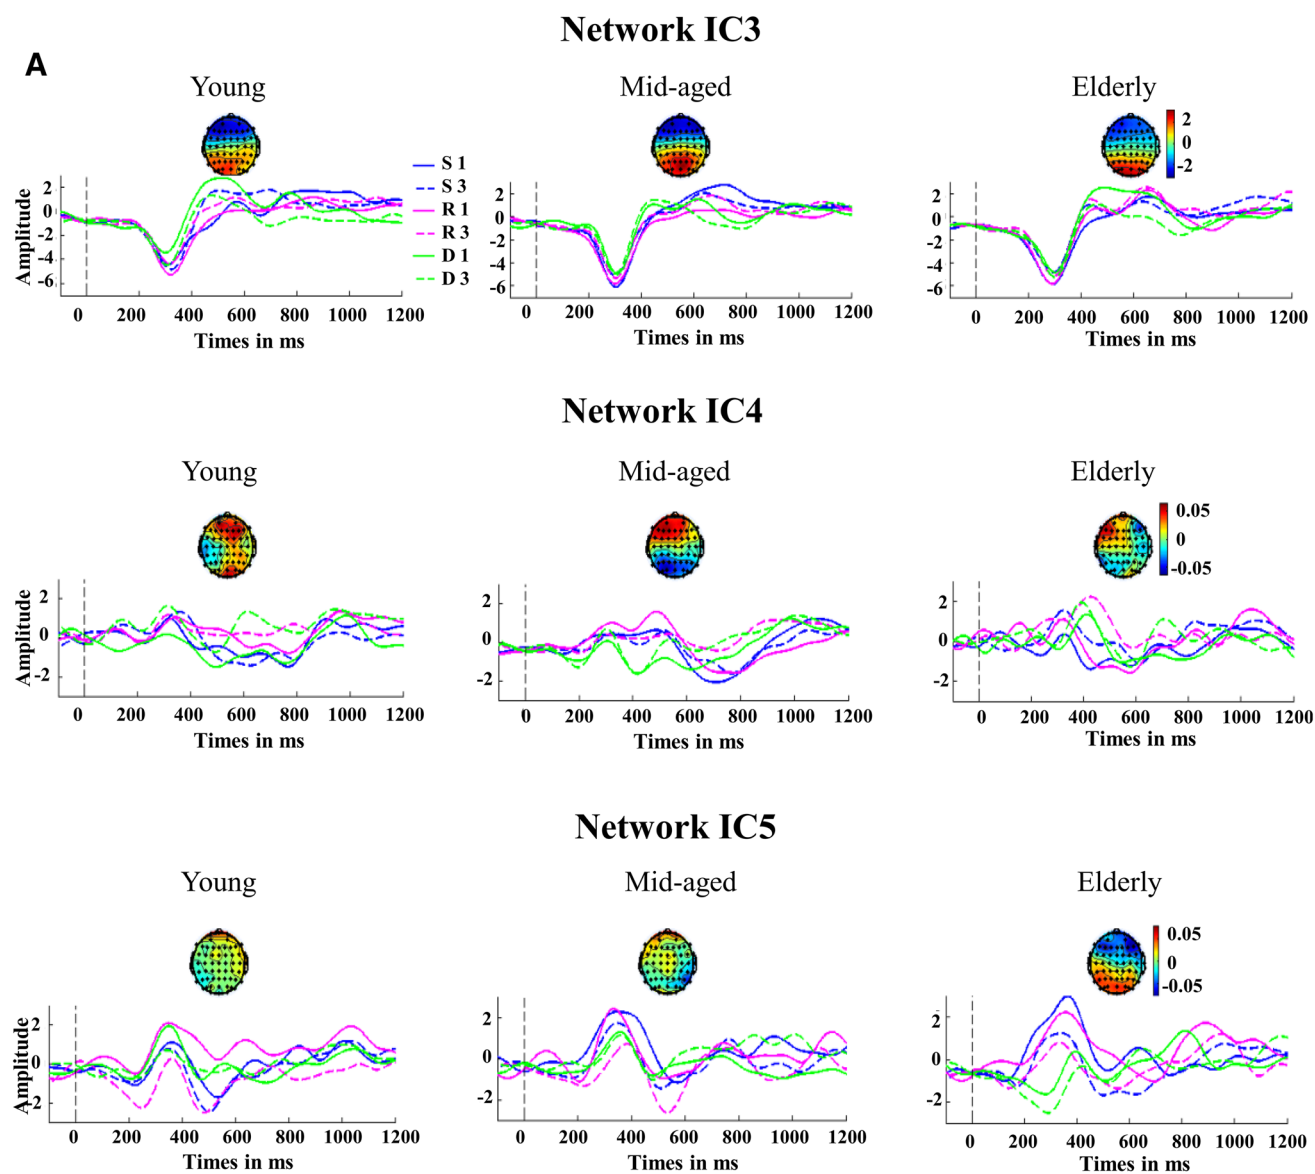 Network IC3
A
Young
Mid-aged
Elderly
2
0
-2
S 1
S 3
R 1
R 3
D 1
D 3
Amplitude
2
0
-2
-4
-6
0 200 400 600 800 1000 1200
Times in ms
2
0
-2
-4
-6
0 200 400 600 800 1000 1200
Times in ms
2
0
-2
-4
-6
0 200 400 600 800 1000 1200
Times in ms
Network IC4
Young
Mid-aged
Elderly
0.05
0
-0.05
Amplitude
2
0
-2
0 200 400 600 800 1000 1200
Times in ms
2
0
-2
0 200 400 600 800 1000 1200
Times in ms
2
0
-2
0 200 400 600 800 1000 1200
Times in ms
Network IC5
Young
Mid-aged
Elderly
0.05
0
-0.05
Amplitude
2
0
-2
0 200 400 600 800 1000 1200
Times in ms
2
0
-2
0 200 400 600 800 1000 1200
Times in ms
2
0
-2
0 200 400 600 800 1000 1200
Times in ms